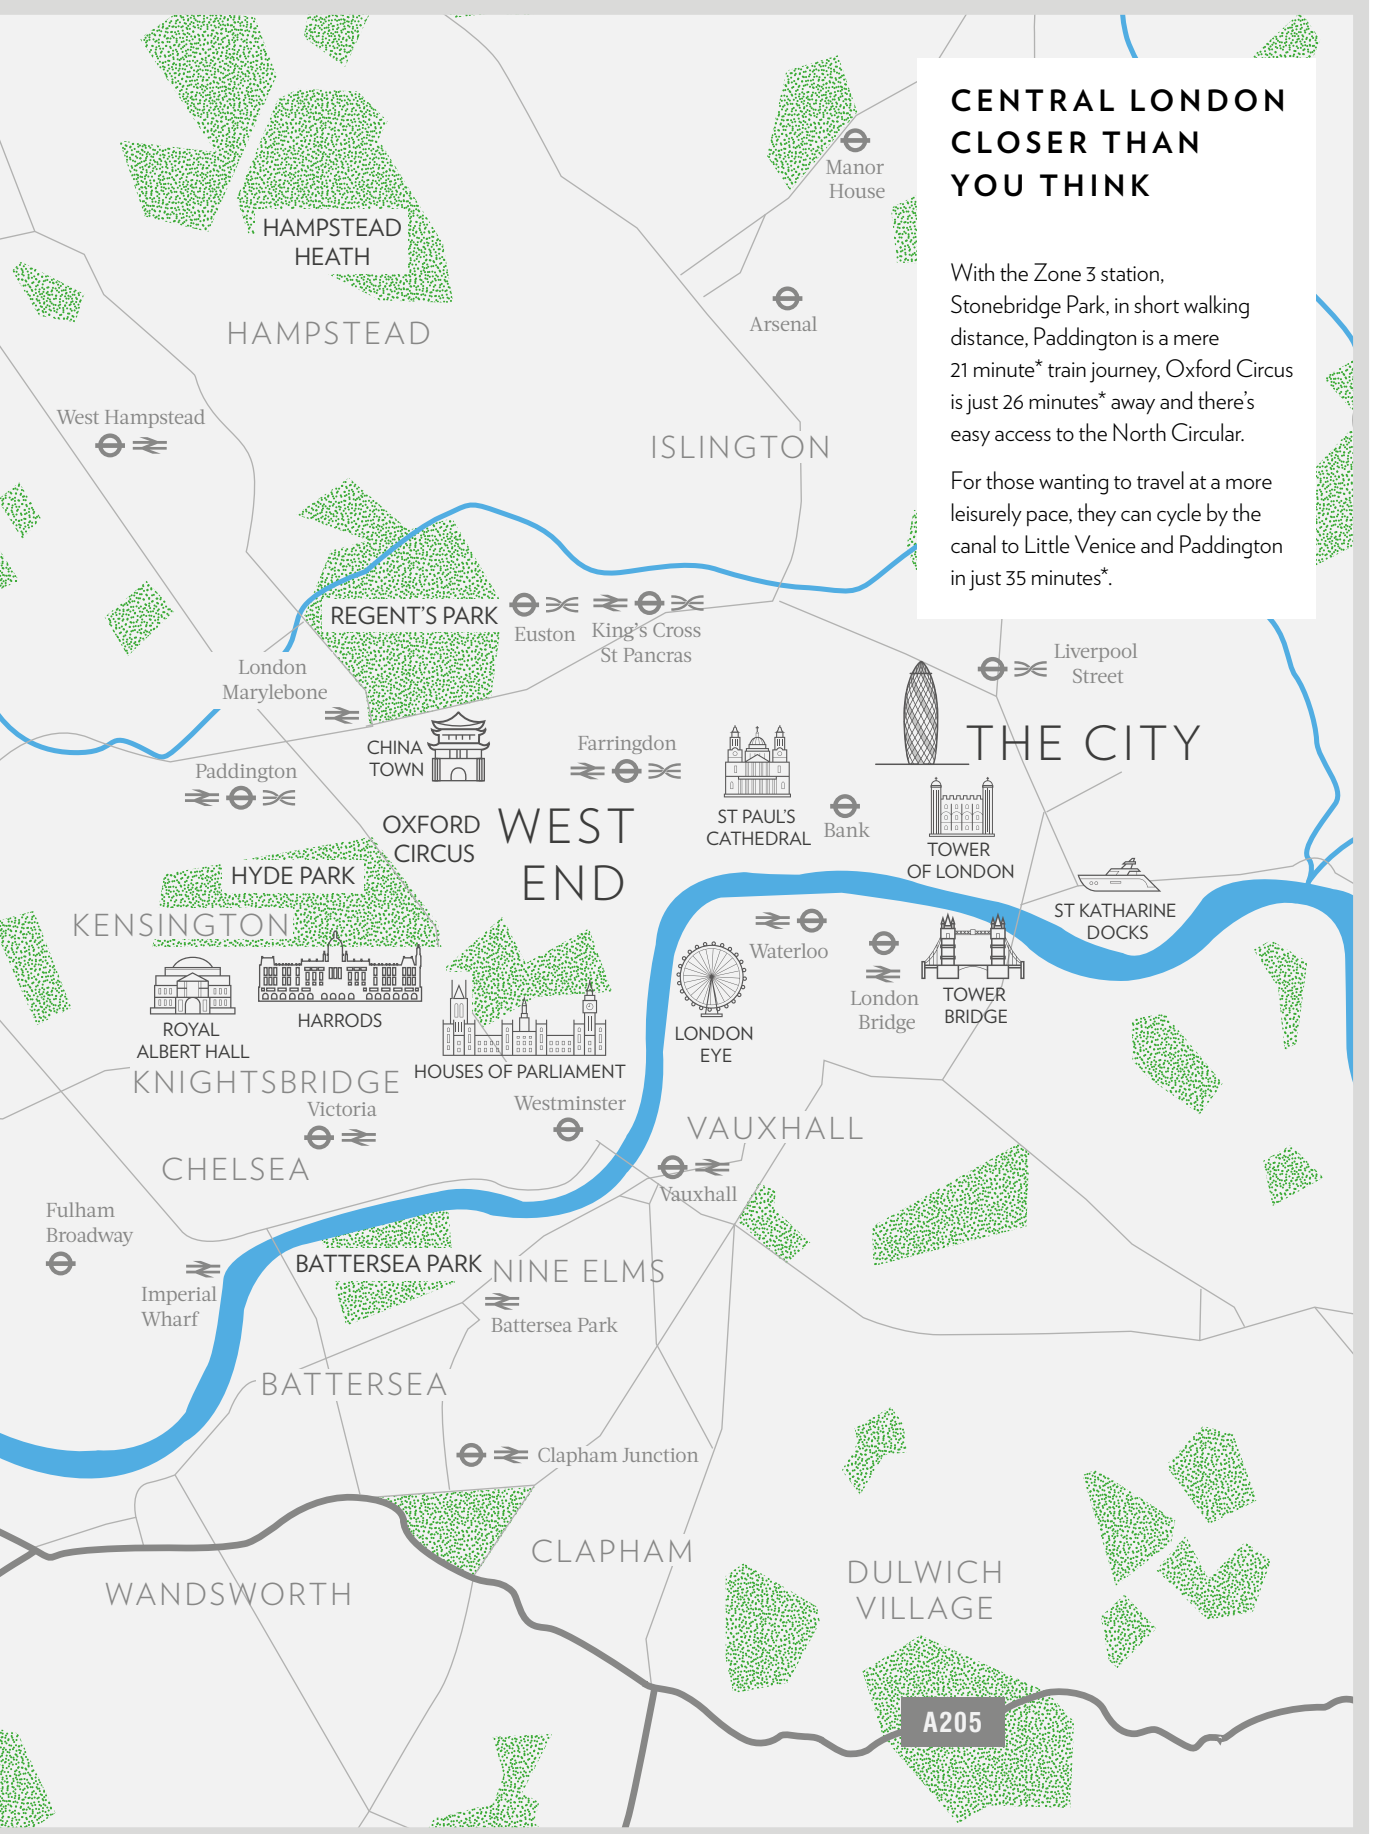 CENTRAL LONDON
CLOSER THAN
YOU THINK
With the Zone 3 station,
Stonebridge Park, in short walking
distance, Paddington is a mere
21 minute* train journey, Oxford Circus
is just 26 minutes* away and there's
easy access to the North Circular.
For those wanting to travel at a more
leisurely pace, they can cycle by the
canal to Little Venice and Paddington
in just 35 minutes*.
Manor
House
HAMPSTEAD
HEATH
HAMPSTEAD
Arsenal
West Hampstead
ISLINGTON
REGENT'S PARK
Euston
King's Cross
St Pancras
London
Marylebone
Liverpool
Street
THE CITY
CHINA
TOWN
Farringdon
Paddington
OXFORD
CIRCUS
WEST
END
ST PAUL'S
CATHEDRAL
Bank
TOWER
OF LONDON
HYDE PARK
KENSINGTON
ST KATHARINE
DOCKS
Waterloo
London
Bridge
TOWER
BRIDGE
ROYAL
ALBERT HALL
HARRODS
LONDON
EYE
HOUSES OF PARLIAMENT
KNIGHTSBRIDGE
Victoria
Westminster
VAUXHALL
CHELSEA
Vauxhall
Fulham
Broadway
Imperial
Wharf
BATTERSEA PARK
NINE ELMS
Battersea Park
BATTERSEA
Clapham Junction
CLAPHAM
WANDSWORTH
DULWICH
VILLAGE
A205